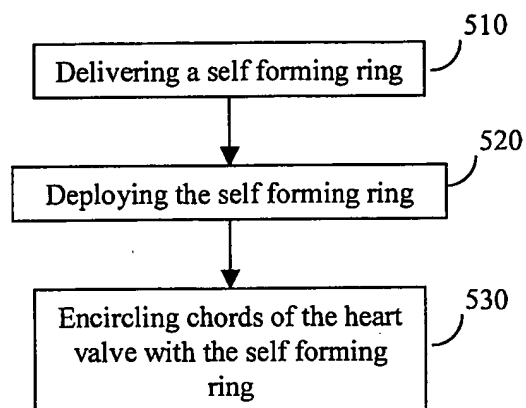 510
Delivering a self forming ring
520
Deploying the self forming ring
530
Encircling chords of the heart
valve with the self forming
ring